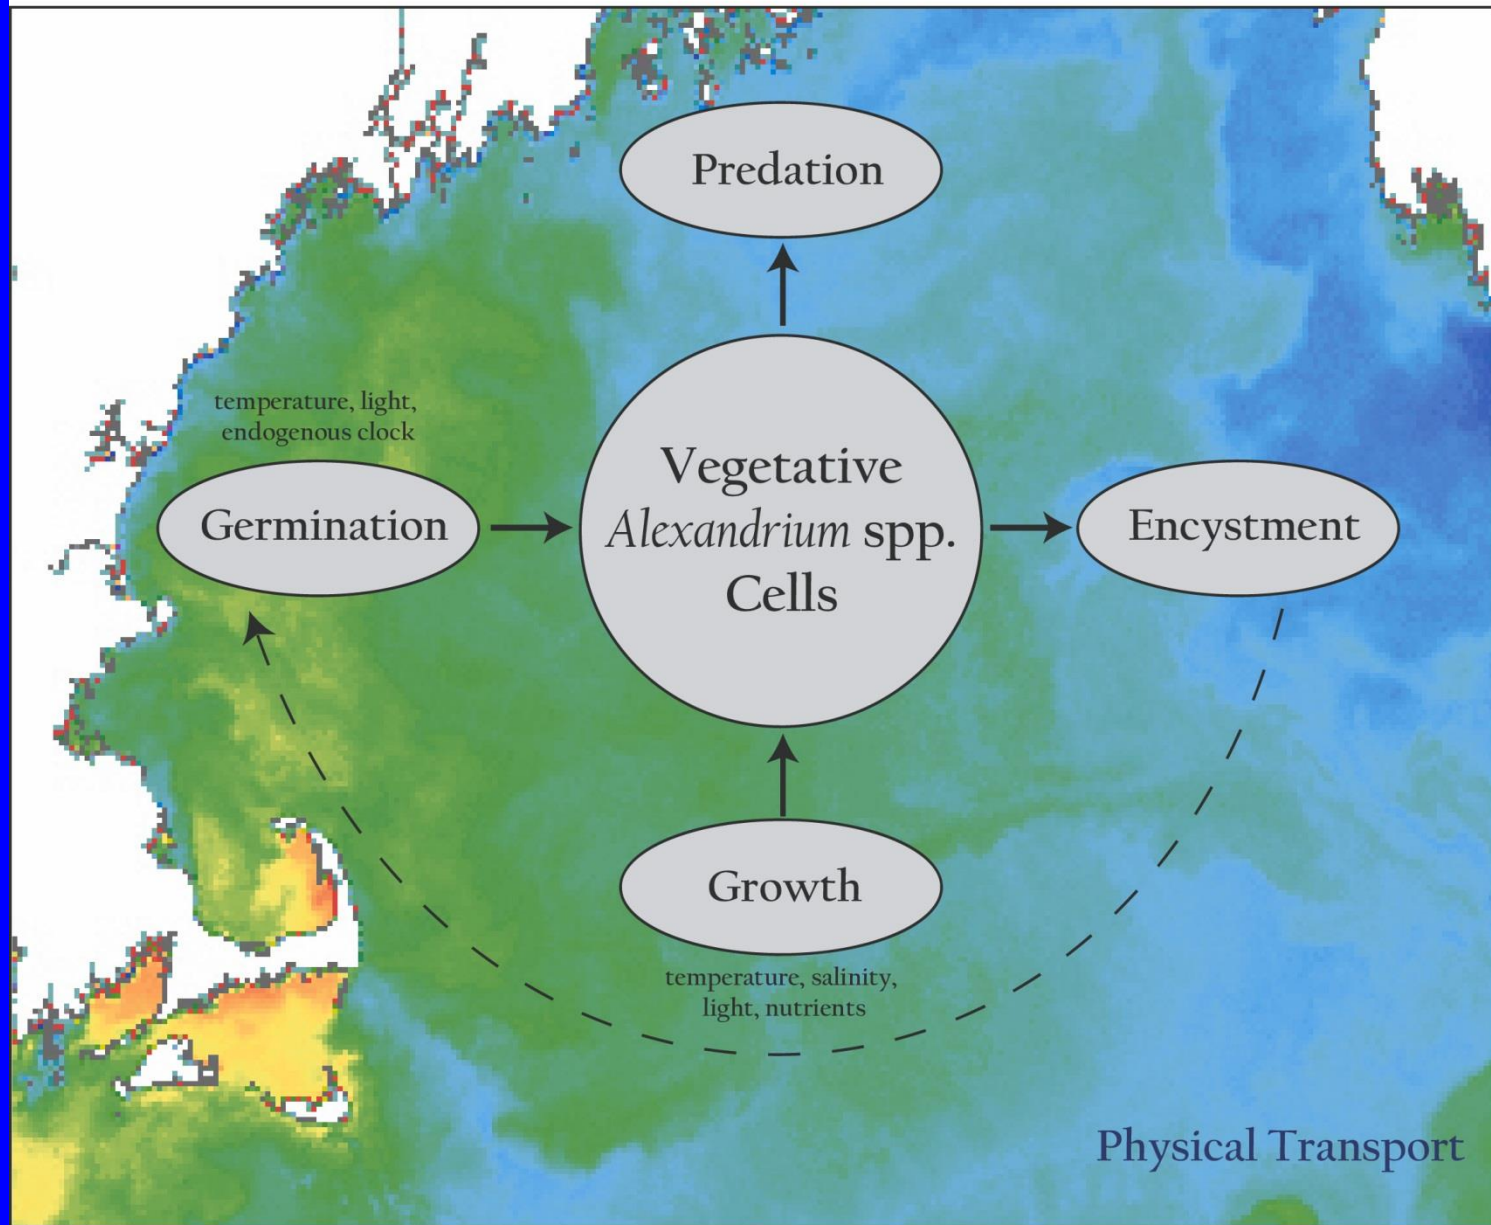 Predation
temperature, light,
endogenous clock
Germination
Vegetative
Alexandrium spp.
Cells
Encystment
Growth
temperature, salinity,
light, nutrients
Physical Transport